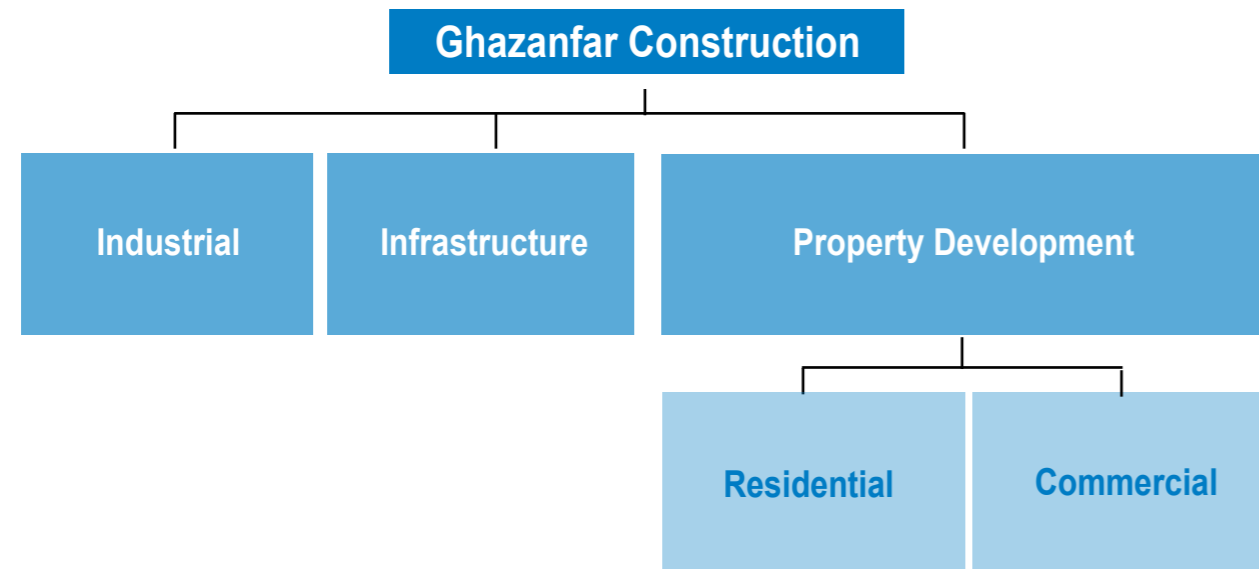 Ghazanfar Construction
Industrial
Infrastructure
Property Development
Residential
Commercial